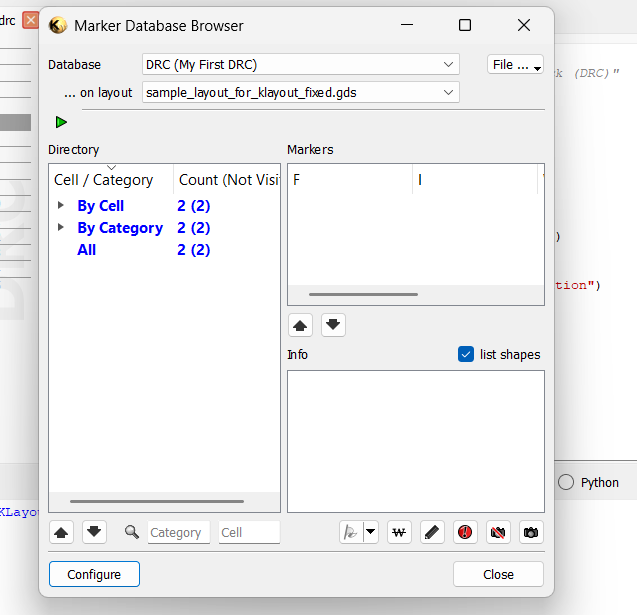 drc
Marker Database Browser
Database
DRC (My First DRC)
File ...
k (DRC)"
... on layout
sample_layout_for_klayout_fixed.gds
Directory
Markers
Cell / Category
Count (Not Visi
F
I
By Cell
2 (2)
By Category
2 (2)
)
All
2 (2)
tion")
DRC
Info
list shapes
Python
KLayou
Category
Cell
W
Configure
Close